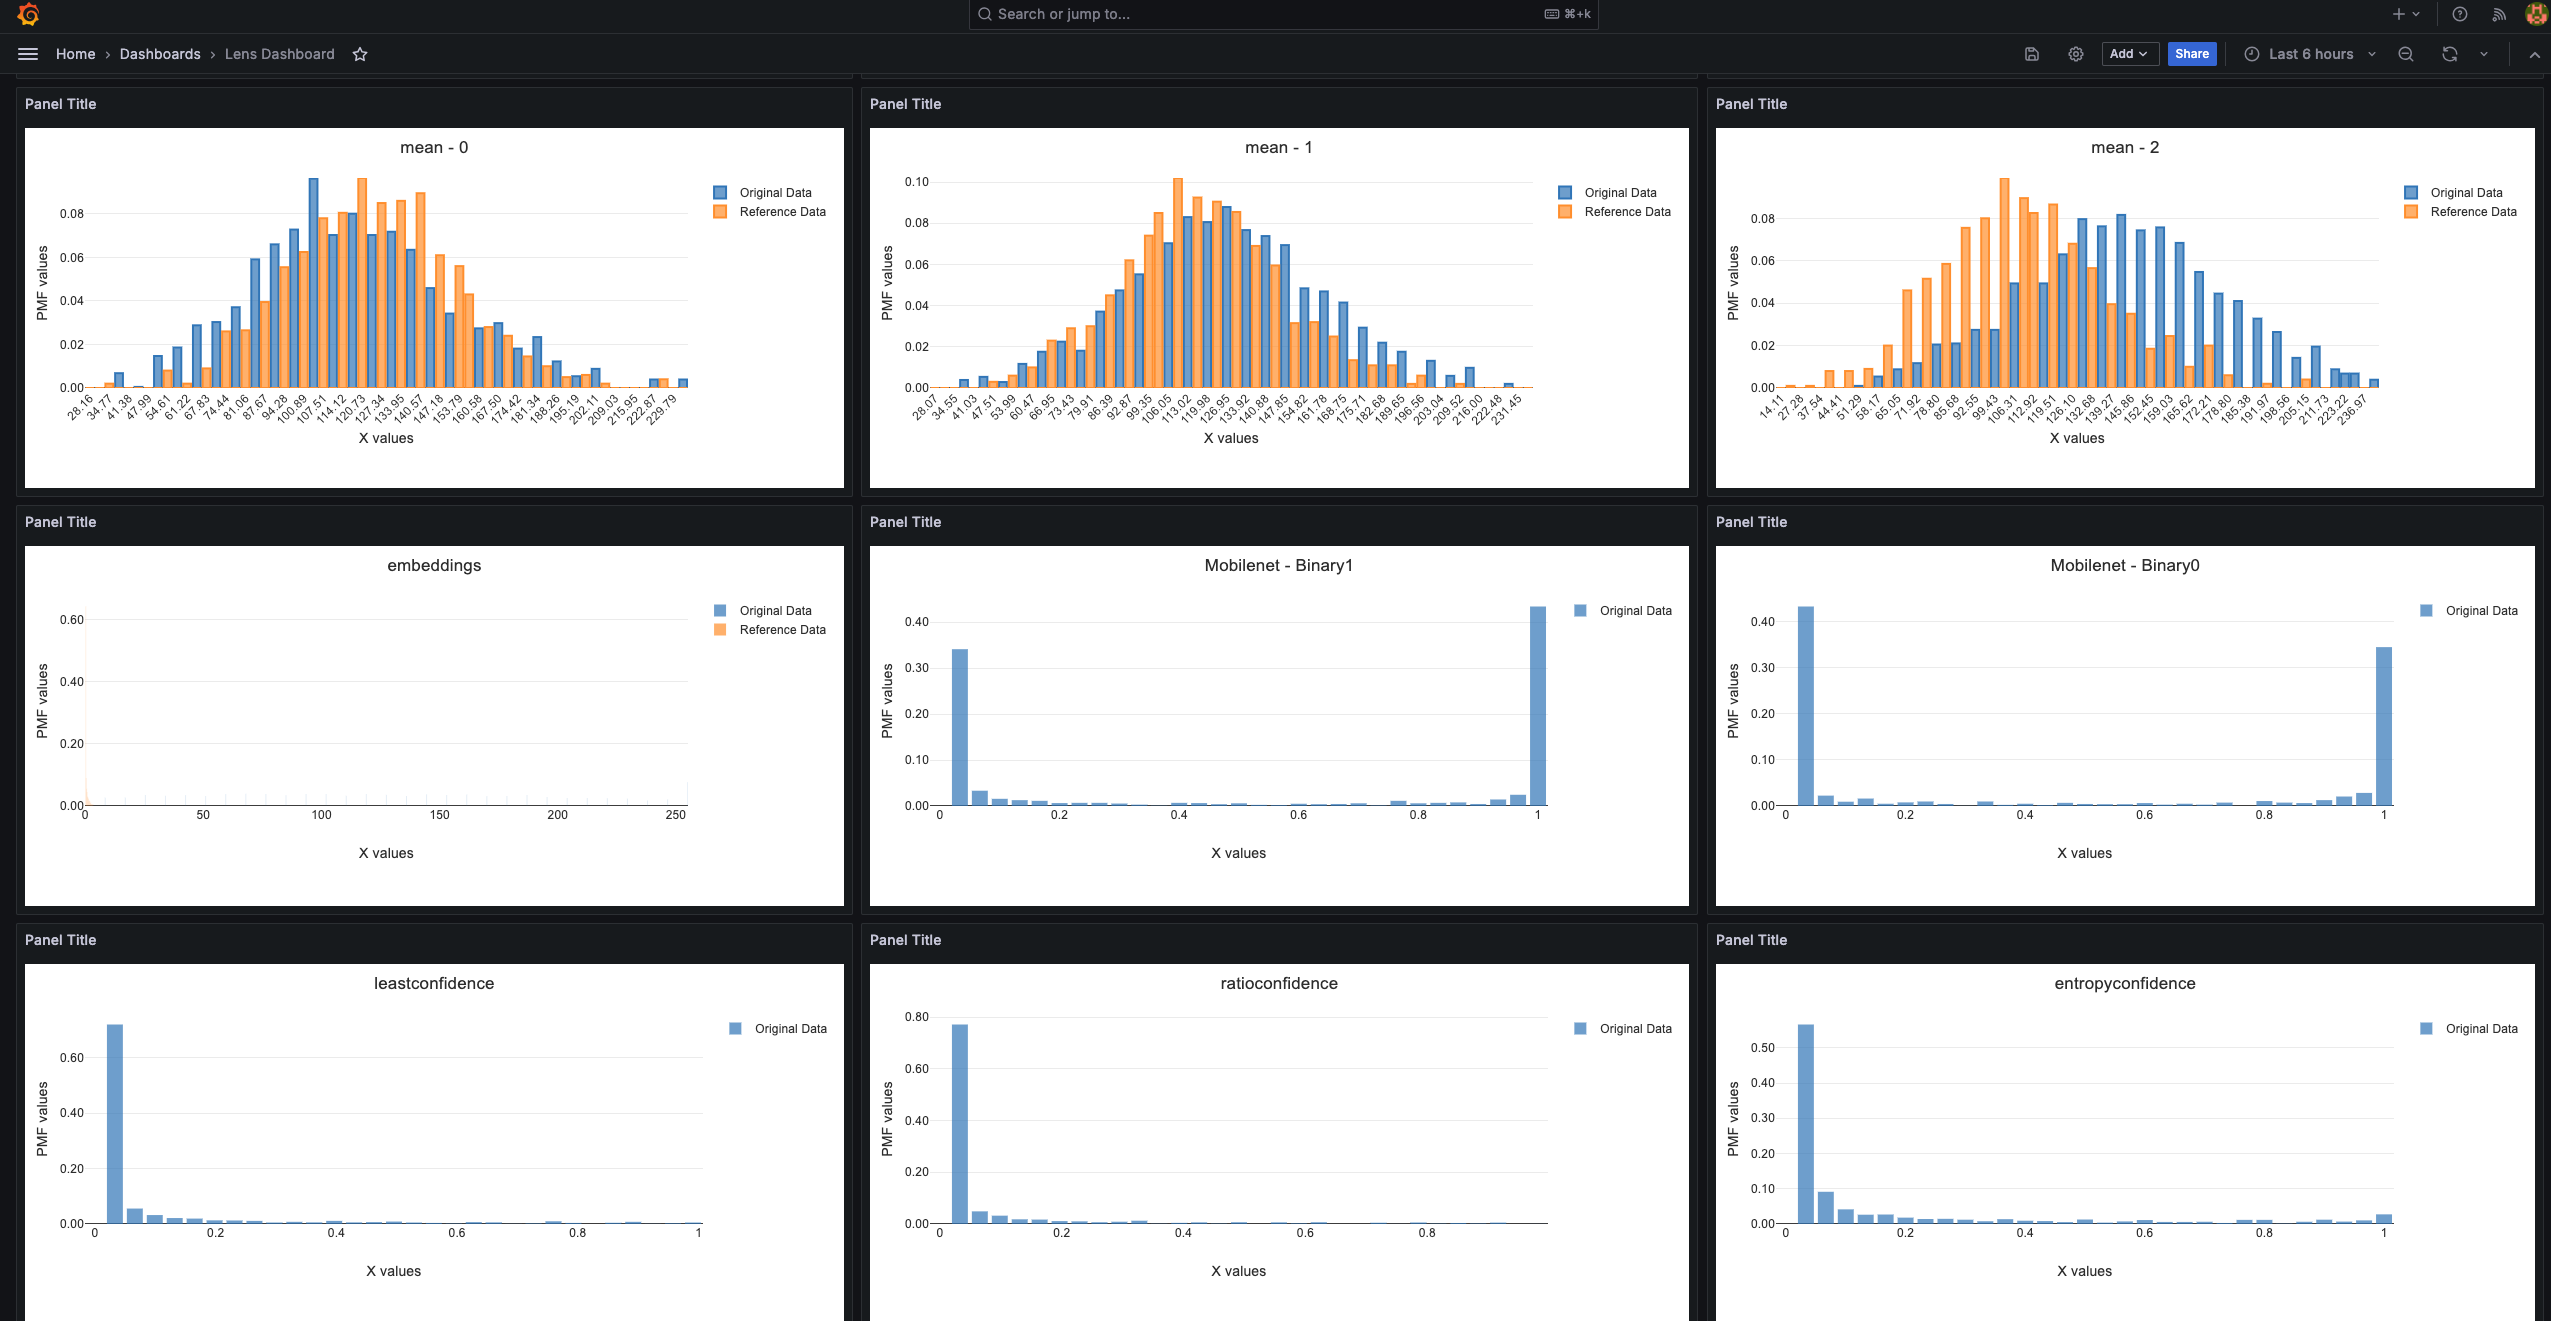 Search or jump to...
⌘+k
Home › Dashboards › Lens Dashboard
Add
Share
Last 6 hours
Panel Title
mean - 0
Original Data
Reference Data
PMF values
0.08
0.06
0.04
0.02
0.00
28.16 34.77 41.38 47.99 54.61 61.22 67.83 74.44 81.06 87.67 94.28 100.89 107.51 114.12 120.73 127.34 133.95 140.57 147.18 153.79 160.58 167.50 174.42 181.34 188.26 195.19 202.11 209.03 215.95 222.87 229.79
X values
Panel Title
mean - 1
Original Data
Reference Data
PMF values
0.10
0.08
0.06
0.04
0.02
0.00
28.07 34.55 41.03 47.51 53.99 60.47 66.95 73.43 79.91 86.39 92.87 99.35 106.05 113.02 119.98 126.95 133.92 140.88 147.85 154.82 161.78 168.75 175.71 182.68 189.65 196.56 203.04 209.52 216.00 222.48 231.45
X values
Panel Title
mean - 2
Original Data
Reference Data
PMF values
0.08
0.06
0.04
0.02
0.00
14.11 27.28 37.54 44.41 51.29 58.17 65.05 71.92 78.80 85.68 92.55 99.43 106.31 112.92 119.51 126.10 132.68 139.27 145.86 152.45 159.03 165.62 172.21 178.80 185.38 191.97 198.56 205.15 211.73 223.22 236.97
X values
Panel Title
embeddings
Original Data
Reference Data
PMF values
0.60
0.40
0.20
0.00
0 50 100 150 200 250
X values
Panel Title
Mobilenet - Binary1
Original Data
PMF values
0.40
0.30
0.20
0.10
0.00
0 0.2 0.4 0.6 0.8 1
X values
Panel Title
Mobilenet - Binary0
Original Data
PMF values
0.40
0.30
0.20
0.10
0.00
0 0.2 0.4 0.6 0.8 1
X values
Panel Title
leastconfidence
Original Data
PMF values
0.60
0.40
0.20
0.00
0 0.2 0.4 0.6 0.8 1
X values
Panel Title
ratioconfidence
Original Data
PMF values
0.80
0.60
0.40
0.20
0.00
0 0.2 0.4 0.6 0.8
X values
Panel Title
entropyconfidence
Original Data
PMF values
0.50
0.40
0.30
0.20
0.10
0.00
0 0.2 0.4 0.6 0.8 1
X values